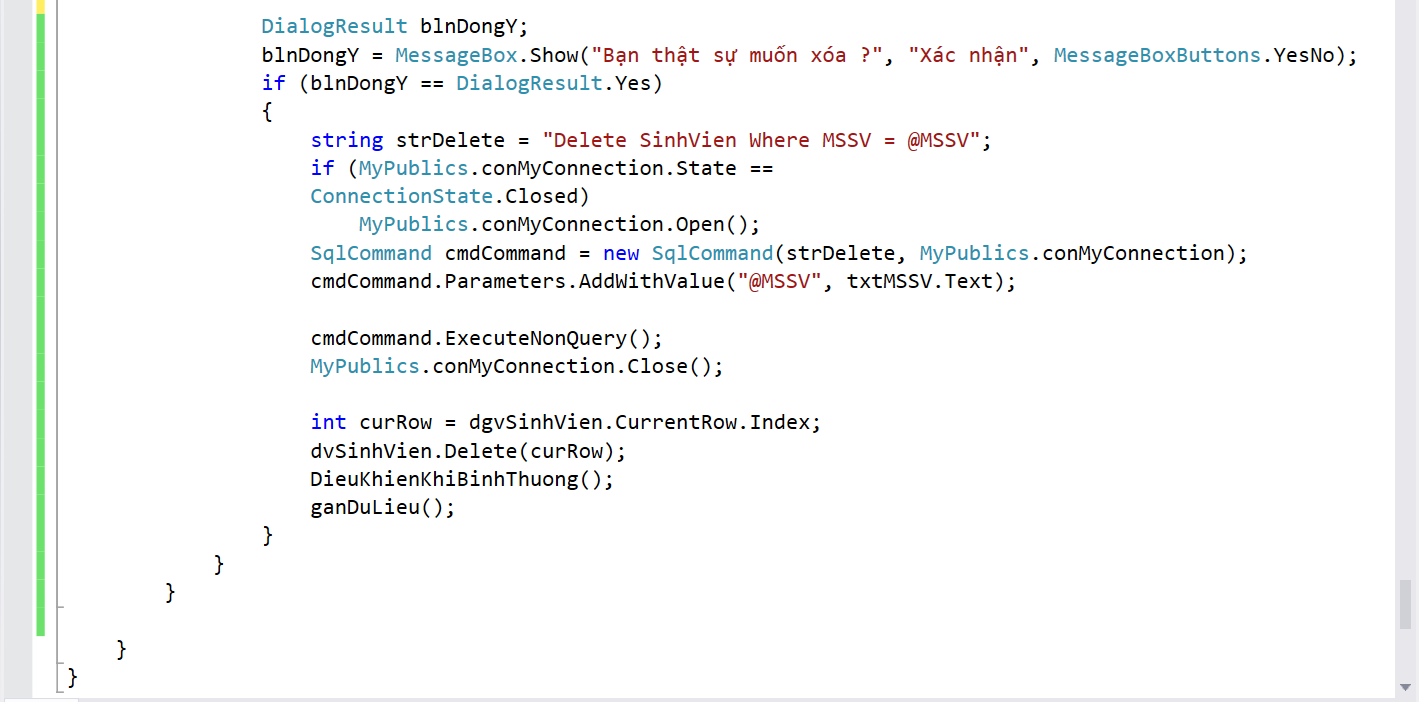 DialogResult blnDongY;
blnDongY = MessageBox.Show("Bạn thật sự muốn xóa ?", "Xác nhận", MessageBoxButtons.YesNo);
if (blnDongY == DialogResult.Yes)
{
string strDelete = "Delete SinhVien Where MSSV = @MSSV";
if (MyPublics.conMyConnection.State ==
ConnectionState.Closed)
MyPublics.conMyConnection.Open();
SqlCommand cmdCommand = new SqlCommand(strDelete, MyPublics.conMyConnection);
cmdCommand.Parameters.AddWithValue("@MSSV", txtMSSV.Text);
cmdCommand.ExecuteNonQuery();
MyPublics.conMyConnection.Close();
int curRow = dgvSinhVien.CurrentRow.Index;
dvSinhVien.Delete(curRow);
DieuKhienKhiBinhThuong();
ganDuLieu();
}
}
}
}
}